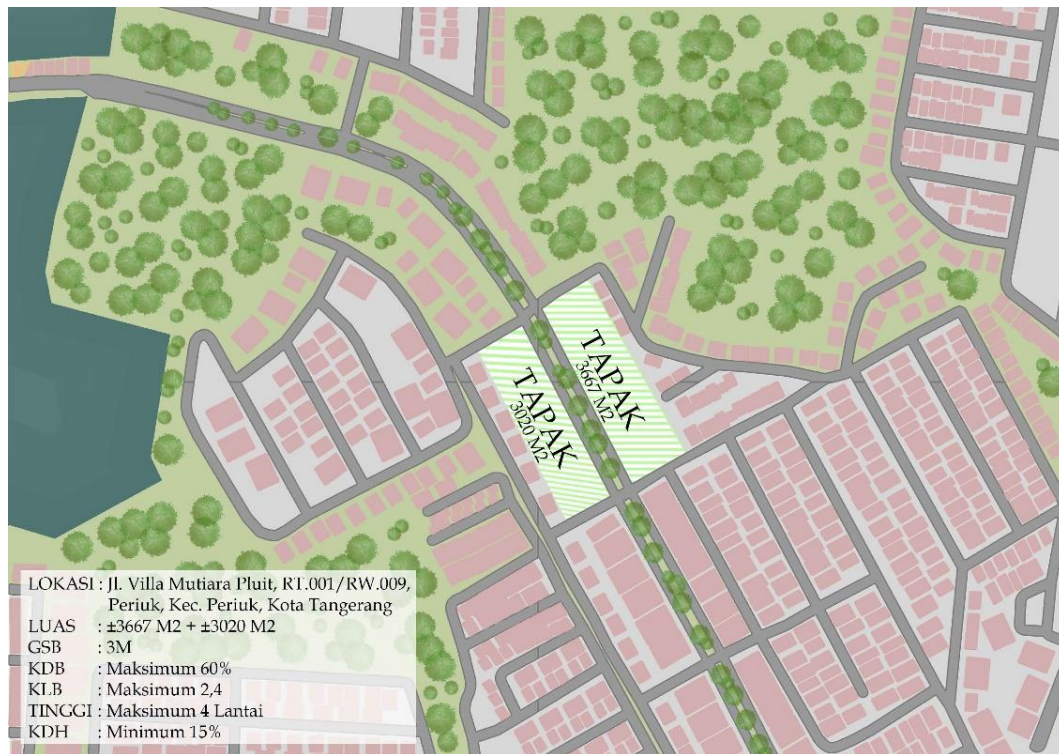 TAPAK
3667 M2
TAPAK
3020 M2
LOKASI : Jl. Villa Mutiara Pluit, RT.001/RW.009,
Periuk, Kec. Periuk, Kota Tangerang
LUAS : ±3667 M2 + ±3020 M2
GSB : 3M
KDB : Maksimum 60%
KLB : Maksimum 2,4
TINGGI : Maksimum 4 Lantai
KDH : Minimum 15%